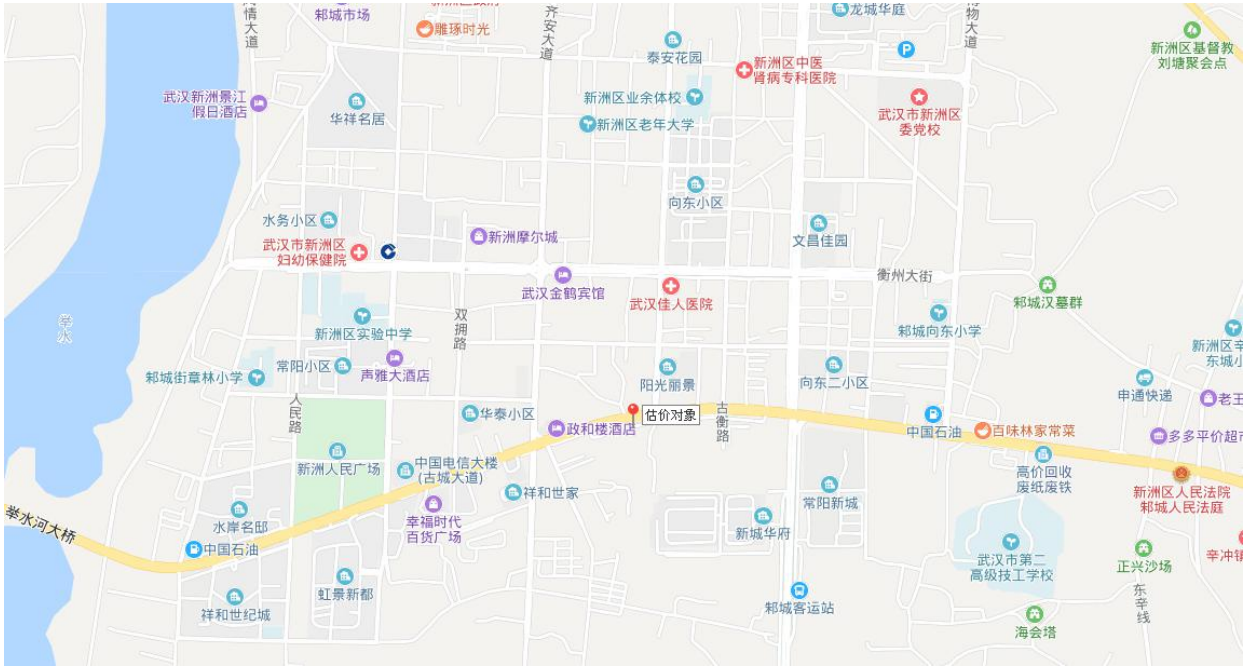 邾城市场
新洲区政府
齐安大道
龙城华庭
博物大道
问情大道
雕琢时光
泰安花园
新洲区中医
肾病专科医院
新洲区基督教
刘塘聚会点
武汉新洲景江
假日酒店
华祥名居
新洲区业余体校
新洲区老年大学
武汉市新洲区
委党校
向东小区
水务小区
武汉市新洲区
妇幼保健院
新洲摩尔城
文昌佳园
武汉金鹤宾馆
武汉佳人医院
衡州大街
邾城汉墓群
举水
新洲区实验中学
双拥路
邾城向东小学
新洲区辛
东城小
常阳小区
声雅大酒店
邾城街章林小学
阳光丽景
向东二小区
申通快递
老王
人民路
华泰小区
政和楼酒店
估价对象
古衡路
中国石油
百味林家常菜
多多平价超市
新洲人民广场
中国电信大楼
(古城大道)
高价回收
废纸废铁
新洲区人民法院
邾城人民法庭
水岸名邸
幸福时代
百货广场
祥和世家
常阳新城
新城华府
举水河大桥
中国石油
武汉市第二
高级技工学校
正兴沙场
辛冲镇
虹景新都
祥和世纪城
邾城客运站
东辛线
海会塔